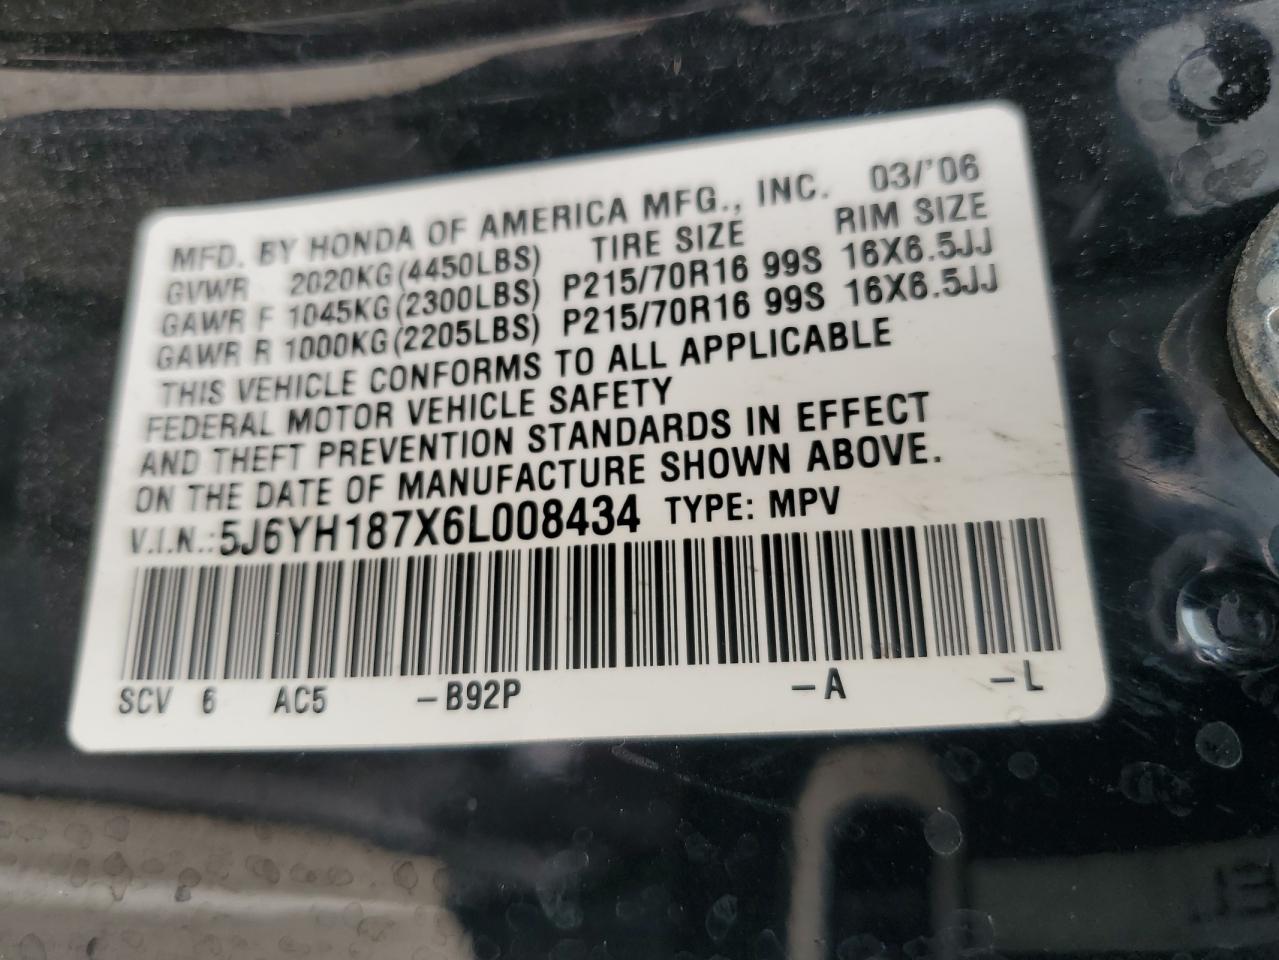 MFD. BY HONDA OF AMERICA MFG., INC. 03/'06
GVWR 2020KG(4450LBS) TIRE SIZE RIM SIZE
GAWR F 1045KG(2300LBS) P215/70R16 99S 16X6.5JJ
GAWR R 1000KG(2205LBS) P215/70R16 99S 16X6.5JJ
THIS VEHICLE CONFORMS TO ALL APPLICABLE
FEDERAL MOTOR VEHICLE SAFETY
AND THEFT PREVENTION STANDARDS IN EFFECT
ON THE DATE OF MANUFACTURE SHOWN ABOVE.
V.I.N.:5J6YH187X6L008434 TYPE: MPV
SCV 6 AC5 -B92P -A -L